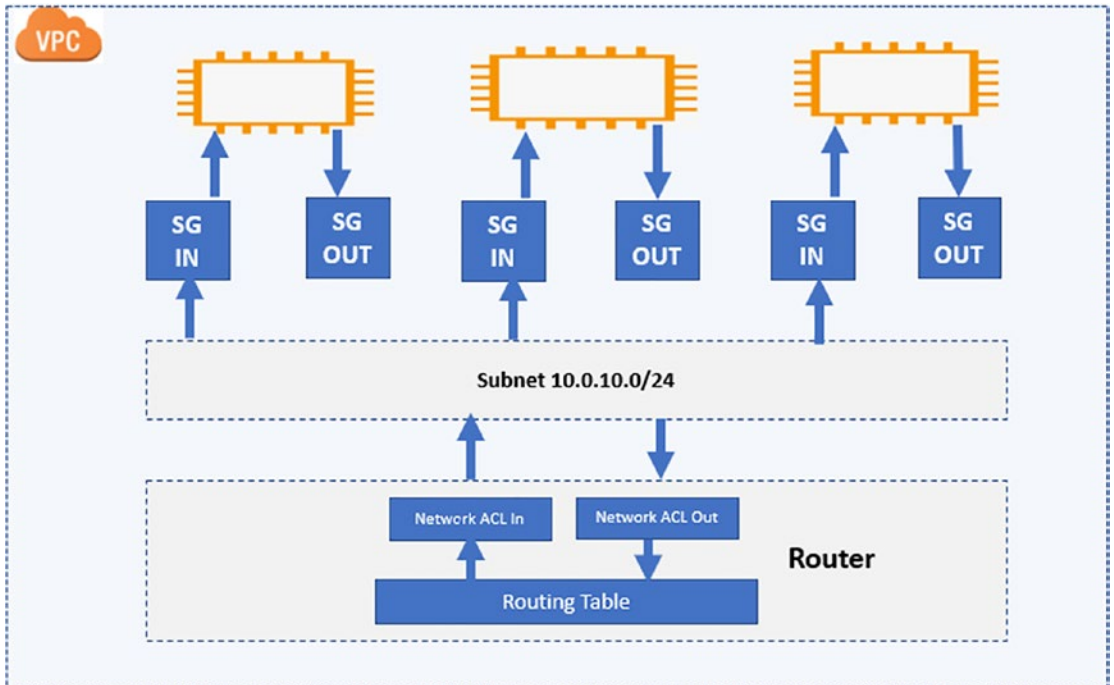 VPC
SG
IN
SG
OUT
SG
IN
SG
OUT
SG
IN
SG
OUT
Subnet 10.0.10.0/24
Network ACL In
Network ACL Out
Router
Routing Table